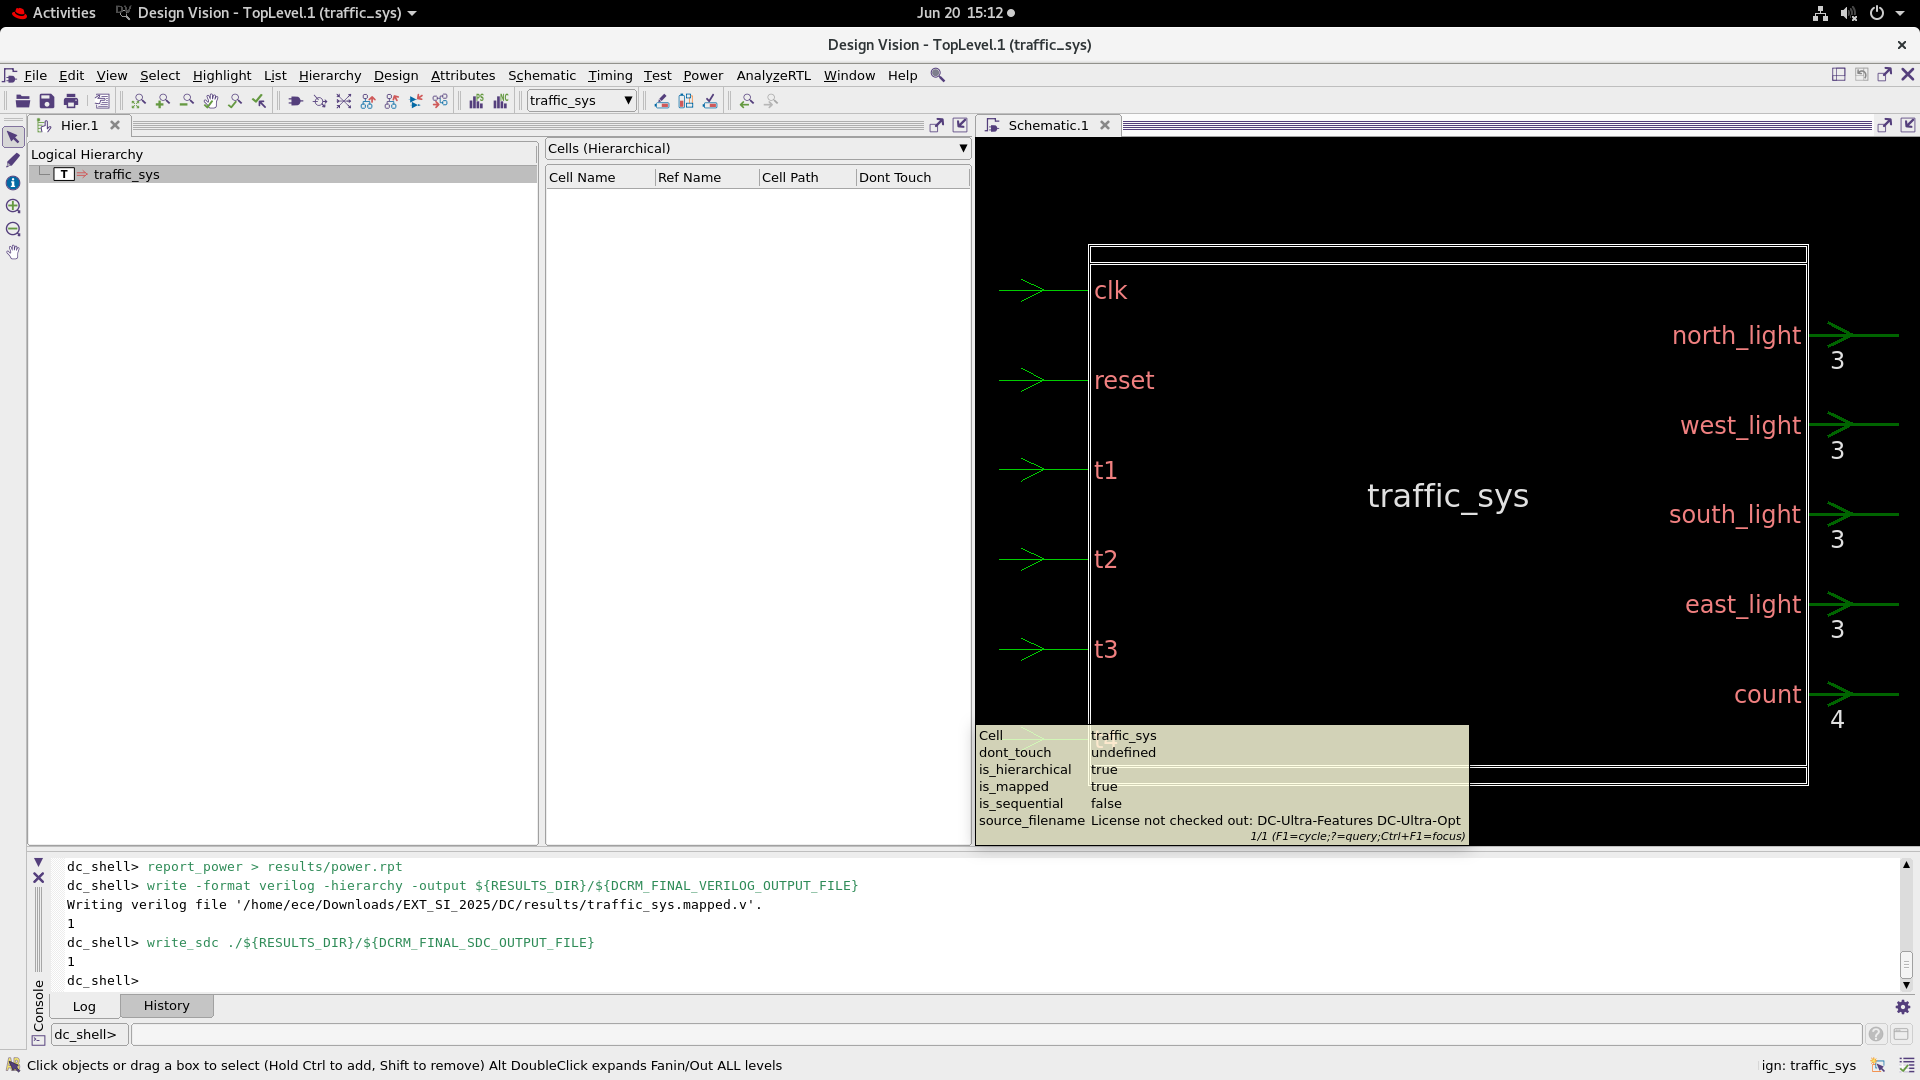 Activities Design Vision - TopLevel.1 (traffic_sys) Jun 20 15:12
Design Vision - TopLevel.1 (traffic_sys)
File Edit View Select Highlight List Hierarchy Design Attributes Schematic Timing Test Power AnalyzeRTL Window Help
traffic_sys
Hier.1
Schematic.1
Logical Hierarchy
T traffic_sys
Cells (Hierarchical)
Cell Name Ref Name Cell Path Dont Touch
clk
reset
t1
t2
t3
traffic_sys
north_light
3
west_light
3
south_light
3
east_light
3
count
4
Cell traffic_sys
dont_touch undefined
is_hierarchical true
is_mapped true
is_sequential false
source_filename License not checked out: DC-Ultra-Features DC-Ultra-Opt
1/1 (F1=cycle;?=query;Ctrl+F1=focus)
dc_shell> report_power > results/power.rpt
dc_shell> write -format verilog -hierarchy -output ${RESULTS_DIR}/${DCRM_FINAL_VERILOG_OUTPUT_FILE}
Writing verilog file '/home/ece/Downloads/EXT_SI_2025/DC/results/traffic_sys.mapped.v'.
1
dc_shell> write_sdc ./${RESULTS_DIR}/${DCRM_FINAL_SDC_OUTPUT_FILE}
1
dc_shell>
Console
Log History
dc_shell>
Click objects or drag a box to select (Hold Ctrl to add, Shift to remove) Alt DoubleClick expands Fanin/Out ALL levels
ign: traffic_sys